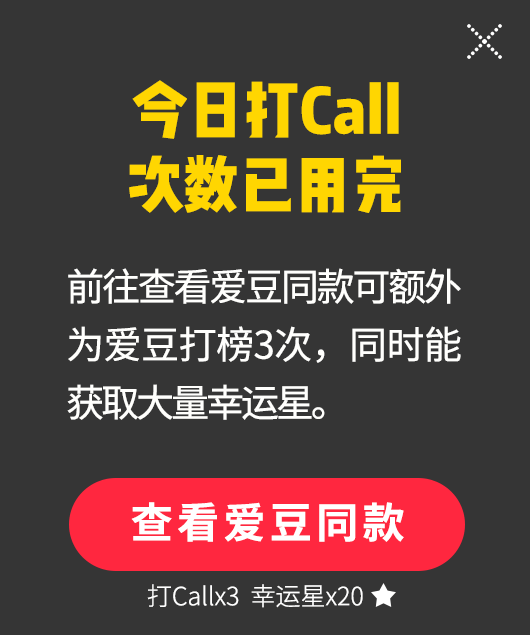 今日打Call
次数已用完
前往查看爱豆同款可额外
为爱豆打榜3次，同时能
获取大量幸运星。
查看爱豆同款
打Callx3 幸运星x20